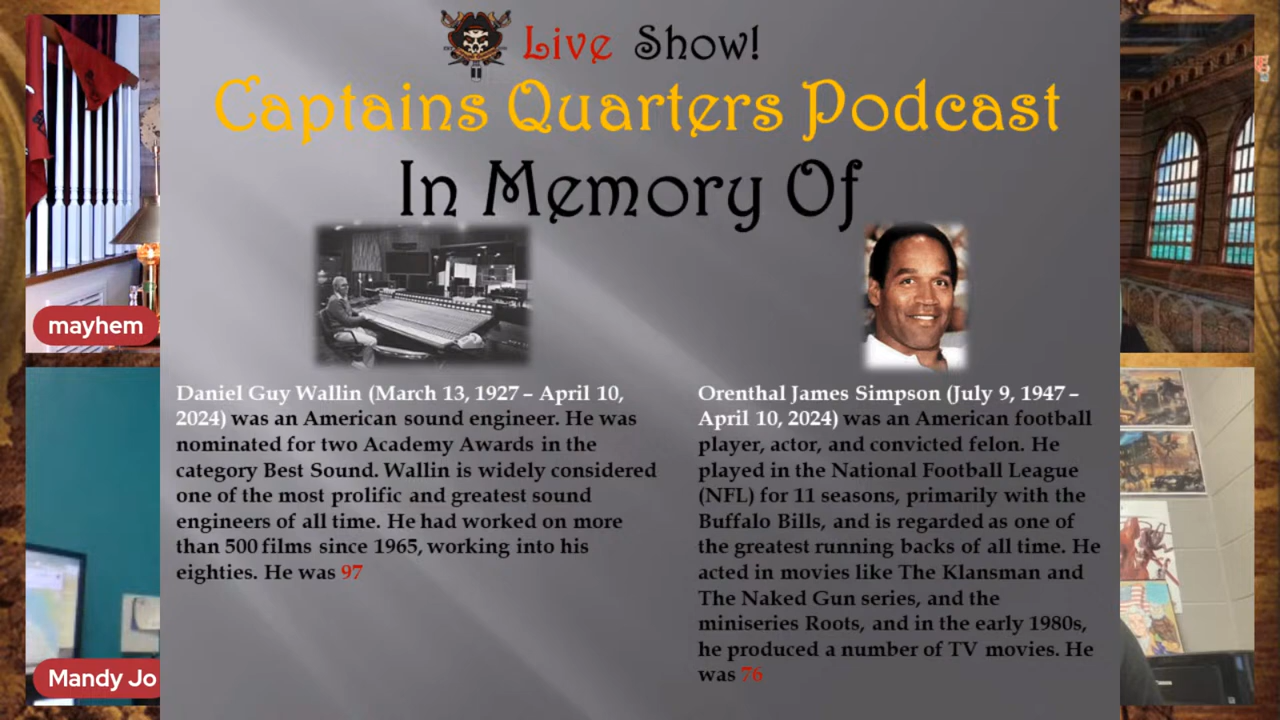 Live Show!
Captains Quarters Podcast
In Memory Of
mayhem
Daniel Guy Wallin (March 13, 1927 – April 10,
2024) was an American sound engineer. He was
nominated for two Academy Awards in the
category Best Sound. Wallin is widely considered
one of the most prolific and greatest sound
engineers of all time. He had worked on more
than 500 films since 1965, working into his
eighties. He was 97
Orenthal James Simpson (July 9, 1947 –
April 10, 2024) was an American football
player, actor, and convicted felon. He
played in the National Football League
(NFL) for 11 seasons, primarily with the
Buffalo Bills, and is regarded as one of
the greatest running backs of all time. He
acted in movies like The Klansman and
The Naked Gun series, and in the
miniseries Roots, and in the early 1980s,
he produced a number of TV movies. He
was 76
Mandy Jo